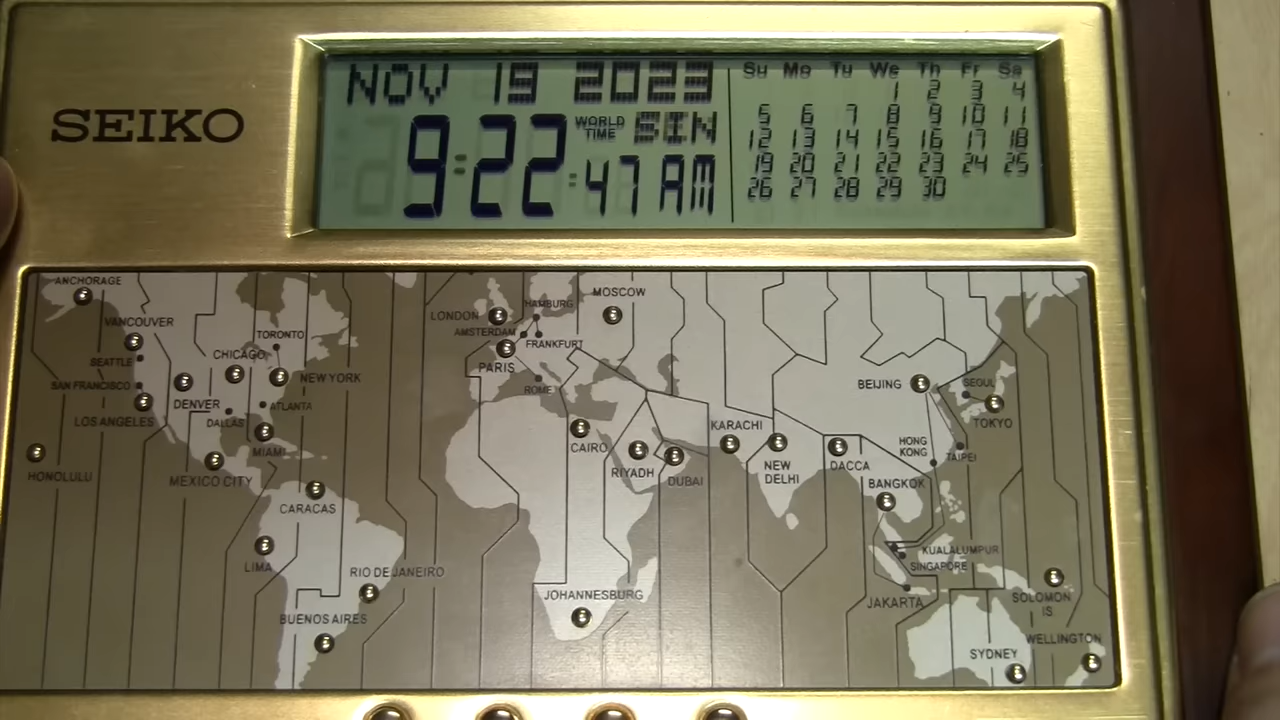 SEIKO
NOV 19 2023
WORLD TIME SIN
9:22:47 AM
Su Mo Tu We Th Fr Sa
1 2 3 4
5 6 7 8 9 10 11
12 13 14 15 16 17 18
19 20 21 22 23 24 25
26 27 28 29 30
ANCHORAGE
VANCOUVER
SEATTLE
SAN FRANCISCO
LOS ANGELES
HONOLULU
DENVER
CHICAGO
TORONTO
NEW YORK
DALLAS
ATLANTA
MIAMI
MEXICO CITY
CARACAS
LIMA
RIO DE JANEIRO
BUENOS AIRES
LONDON
HAMBURG
AMSTERDAM
FRANKFURT
PARIS
ROME
MOSCOW
CAIRO
RIYADH
DUBAI
JOHANNESBURG
KARACHI
NEW
DELHI
DACCA
BEIJING
SEOUL
TOKYO
HONG
KONG
TAIPEI
BANGKOK
KUALALUMPUR
SINGAPORE
JAKARTA
SOLOMON
IS
SYDNEY
WELLINGTON